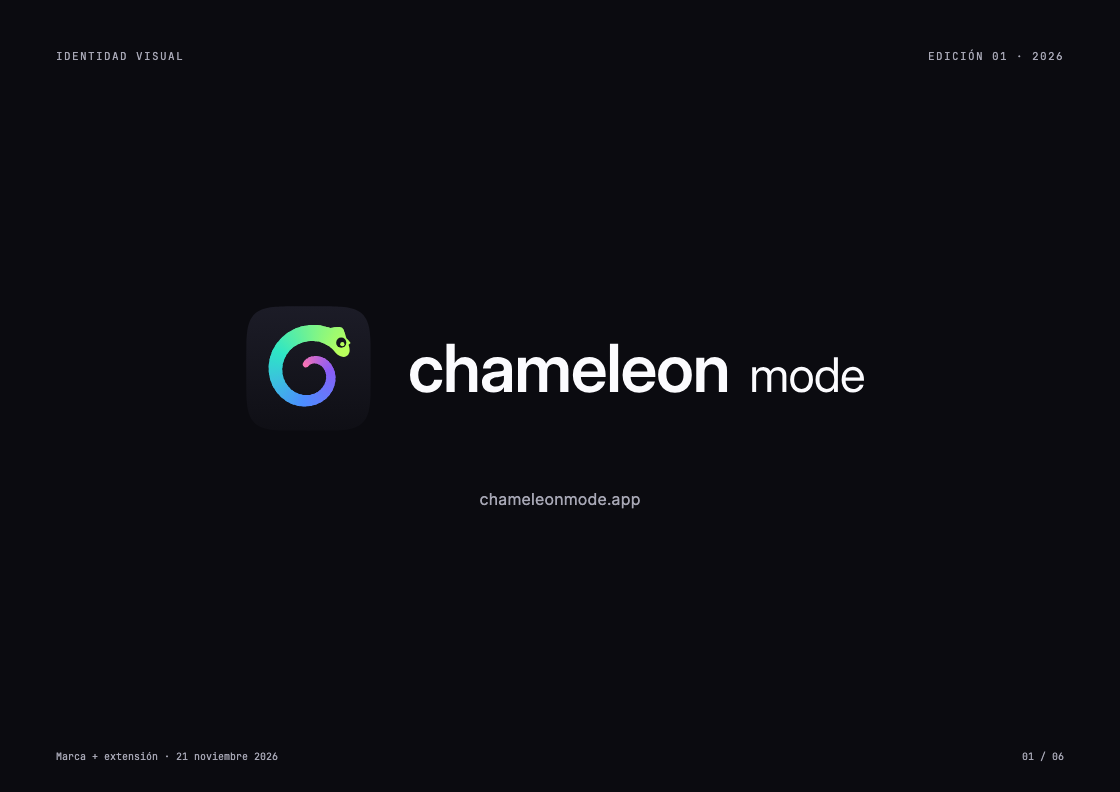 IDENTIDAD VISUAL
EDICIÓN 01 · 2026
chameleon mode
chameleonmode.app
Marca + extensión · 21 noviembre 2026
01 / 06